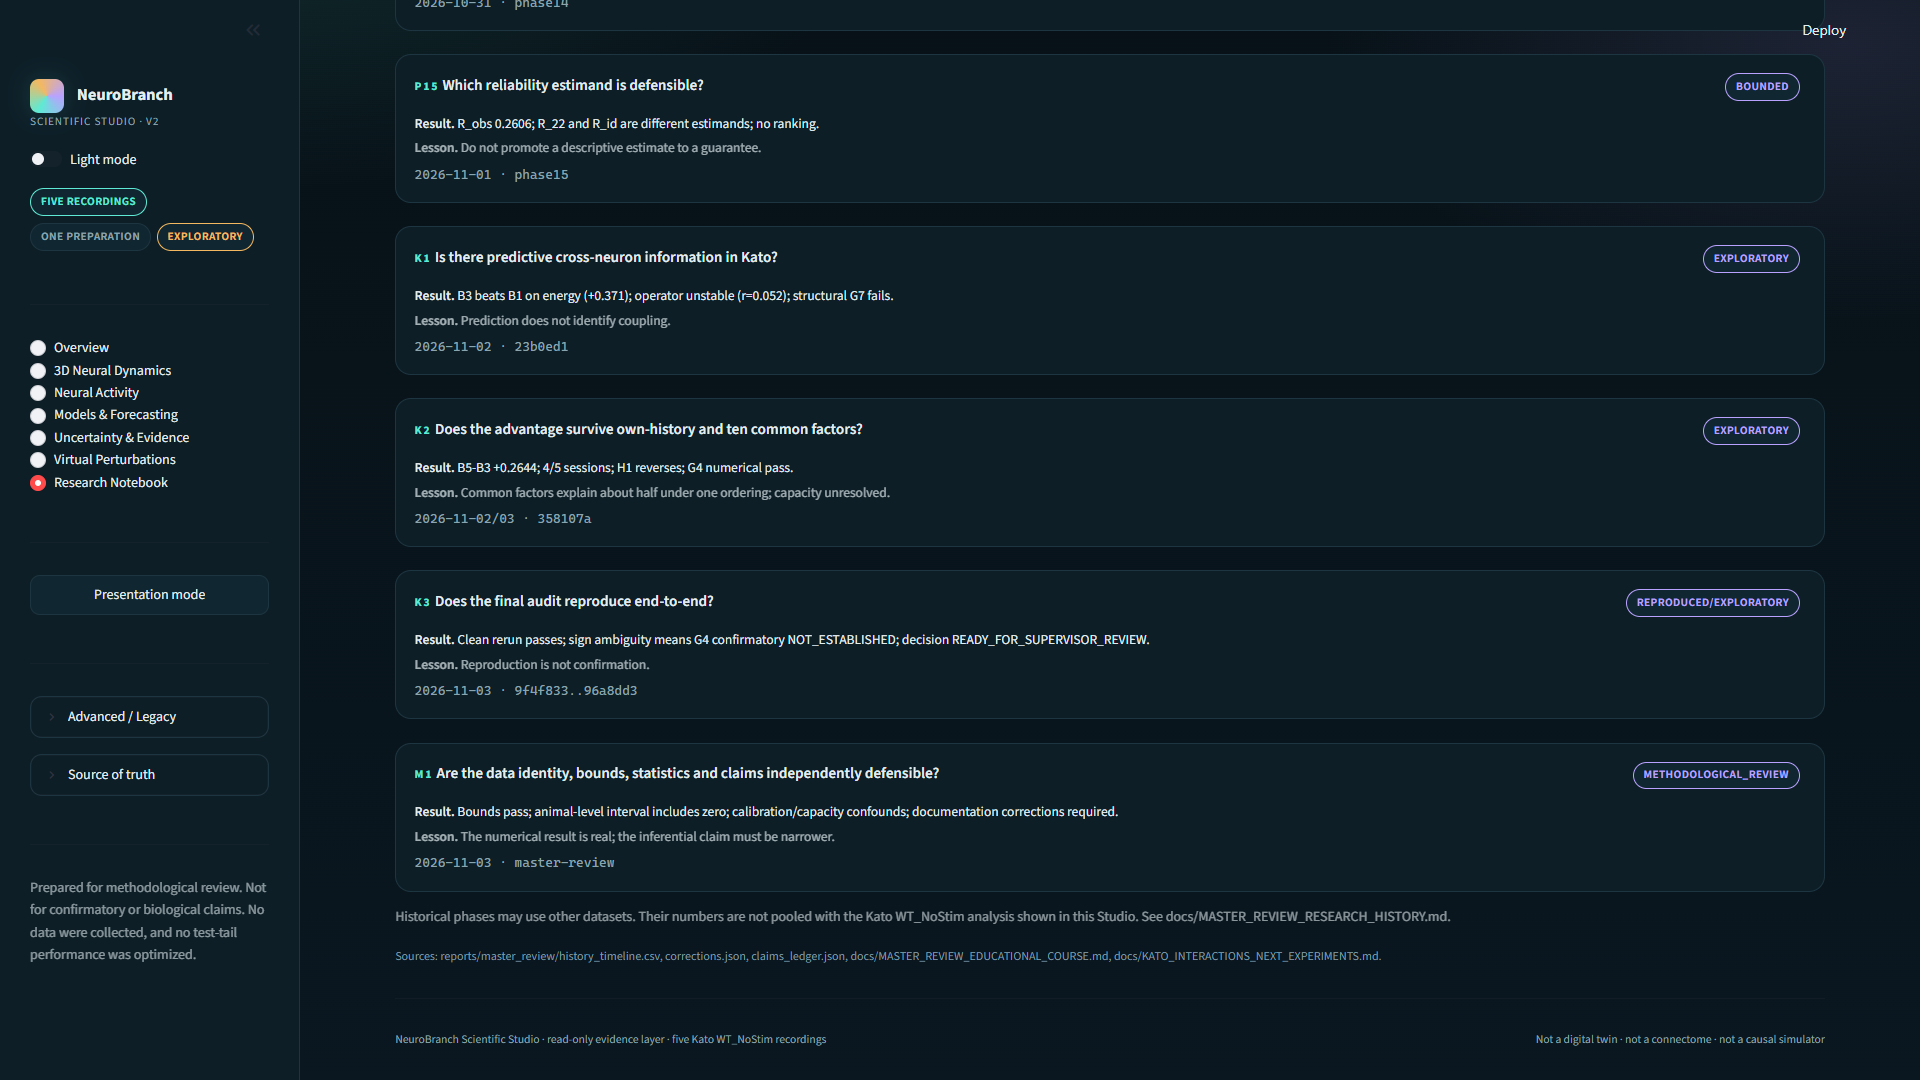 NeuroBranch
SCIENTIFIC STUDIO · V2
Light mode
FIVE RECORDINGS
ONE PREPARATION
EXPLORATORY
Overview
3D Neural Dynamics
Neural Activity
Models & Forecasting
Uncertainty & Evidence
Virtual Perturbations
Research Notebook
Presentation mode
Advanced / Legacy
Source of truth
Prepared for methodological review. Not
for confirmatory or biological claims. No
data were collected, and no test-tail
performance was optimized.
Deploy
2026-10-31 · phase14
P15 Which reliability estimand is defensible?
BOUNDED
Result. R_obs 0.2606; R_22 and R_id are different estimands; no ranking.
Lesson. Do not promote a descriptive estimate to a guarantee.
2026-11-01 · phase15
K1 Is there predictive cross-neuron information in Kato?
EXPLORATORY
Result. B3 beats B1 on energy (+0.371); operator unstable (r=0.052); structural G7 fails.
Lesson. Prediction does not identify coupling.
2026-11-02 · 23b0ed1
K2 Does the advantage survive own-history and ten common factors?
EXPLORATORY
Result. B5-B3 +0.2644; 4/5 sessions; H1 reverses; G4 numerical pass.
Lesson. Common factors explain about half under one ordering; capacity unresolved.
2026-11-02/03 · 358107a
K3 Does the final audit reproduce end-to-end?
REPRODUCED/EXPLORATORY
Result. Clean rerun passes; sign ambiguity means G4 confirmatory NOT_ESTABLISHED; decision READY_FOR_SUPERVISOR_REVIEW.
Lesson. Reproduction is not confirmation.
2026-11-03 · 9f4f833..96a8dd3
M1 Are the data identity, bounds, statistics and claims independently defensible?
METHODOLOGICAL_REVIEW
Result. Bounds pass; animal-level interval includes zero; calibration/capacity confounds; documentation corrections required.
Lesson. The numerical result is real; the inferential claim must be narrower.
2026-11-03 · master-review
Historical phases may use other datasets. Their numbers are not pooled with the Kato WT_NoStim analysis shown in this Studio. See docs/MASTER_REVIEW_RESEARCH_HISTORY.md.
Sources: reports/master_review/history_timeline.csv, corrections.json, claims_ledger.json, docs/MASTER_REVIEW_EDUCATIONAL_COURSE.md, docs/KATO_INTERACTIONS_NEXT_EXPERIMENTS.md.
NeuroBranch Scientific Studio · read-only evidence layer · five Kato WT_NoStim recordings
Not a digital twin · not a connectome · not a causal simulator